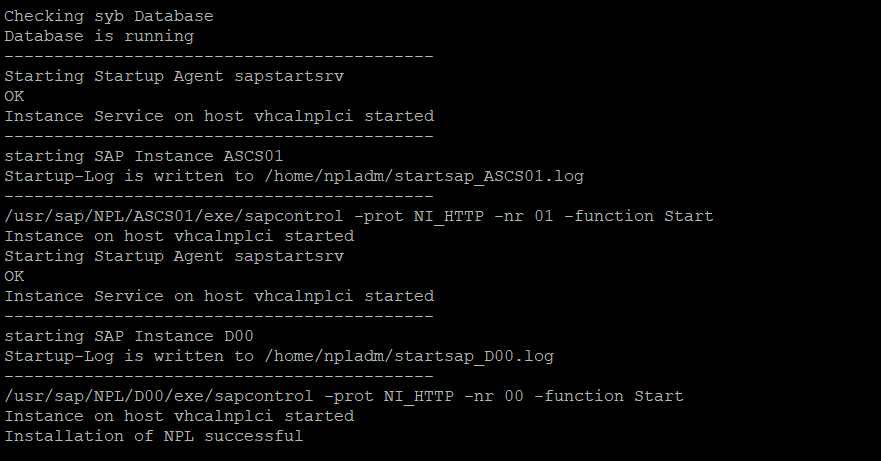 Checking syb Database
Database is running
-------------------------------------------
Starting Startup Agent sapstartsrv
OK
Instance Service on host vhcalnplci started
-------------------------------------------
starting SAP Instance ASCS01
Startup-Log is written to /home/npladm/startsap_ASCS01.log
-------------------------------------------
/usr/sap/NPL/ASCS01/exe/sapcontrol -prot NI_HTTP -nr 01 -function Start
Instance on host vhcalnplci started
Starting Startup Agent sapstartsrv
OK
Instance Service on host vhcalnplci started
-------------------------------------------
starting SAP Instance D00
Startup-Log is written to /home/npladm/startsap_D00.log
-------------------------------------------
/usr/sap/NPL/D00/exe/sapcontrol -prot NI_HTTP -nr 00 -function Start
Instance on host vhcalnplci started
Installation of NPL successful